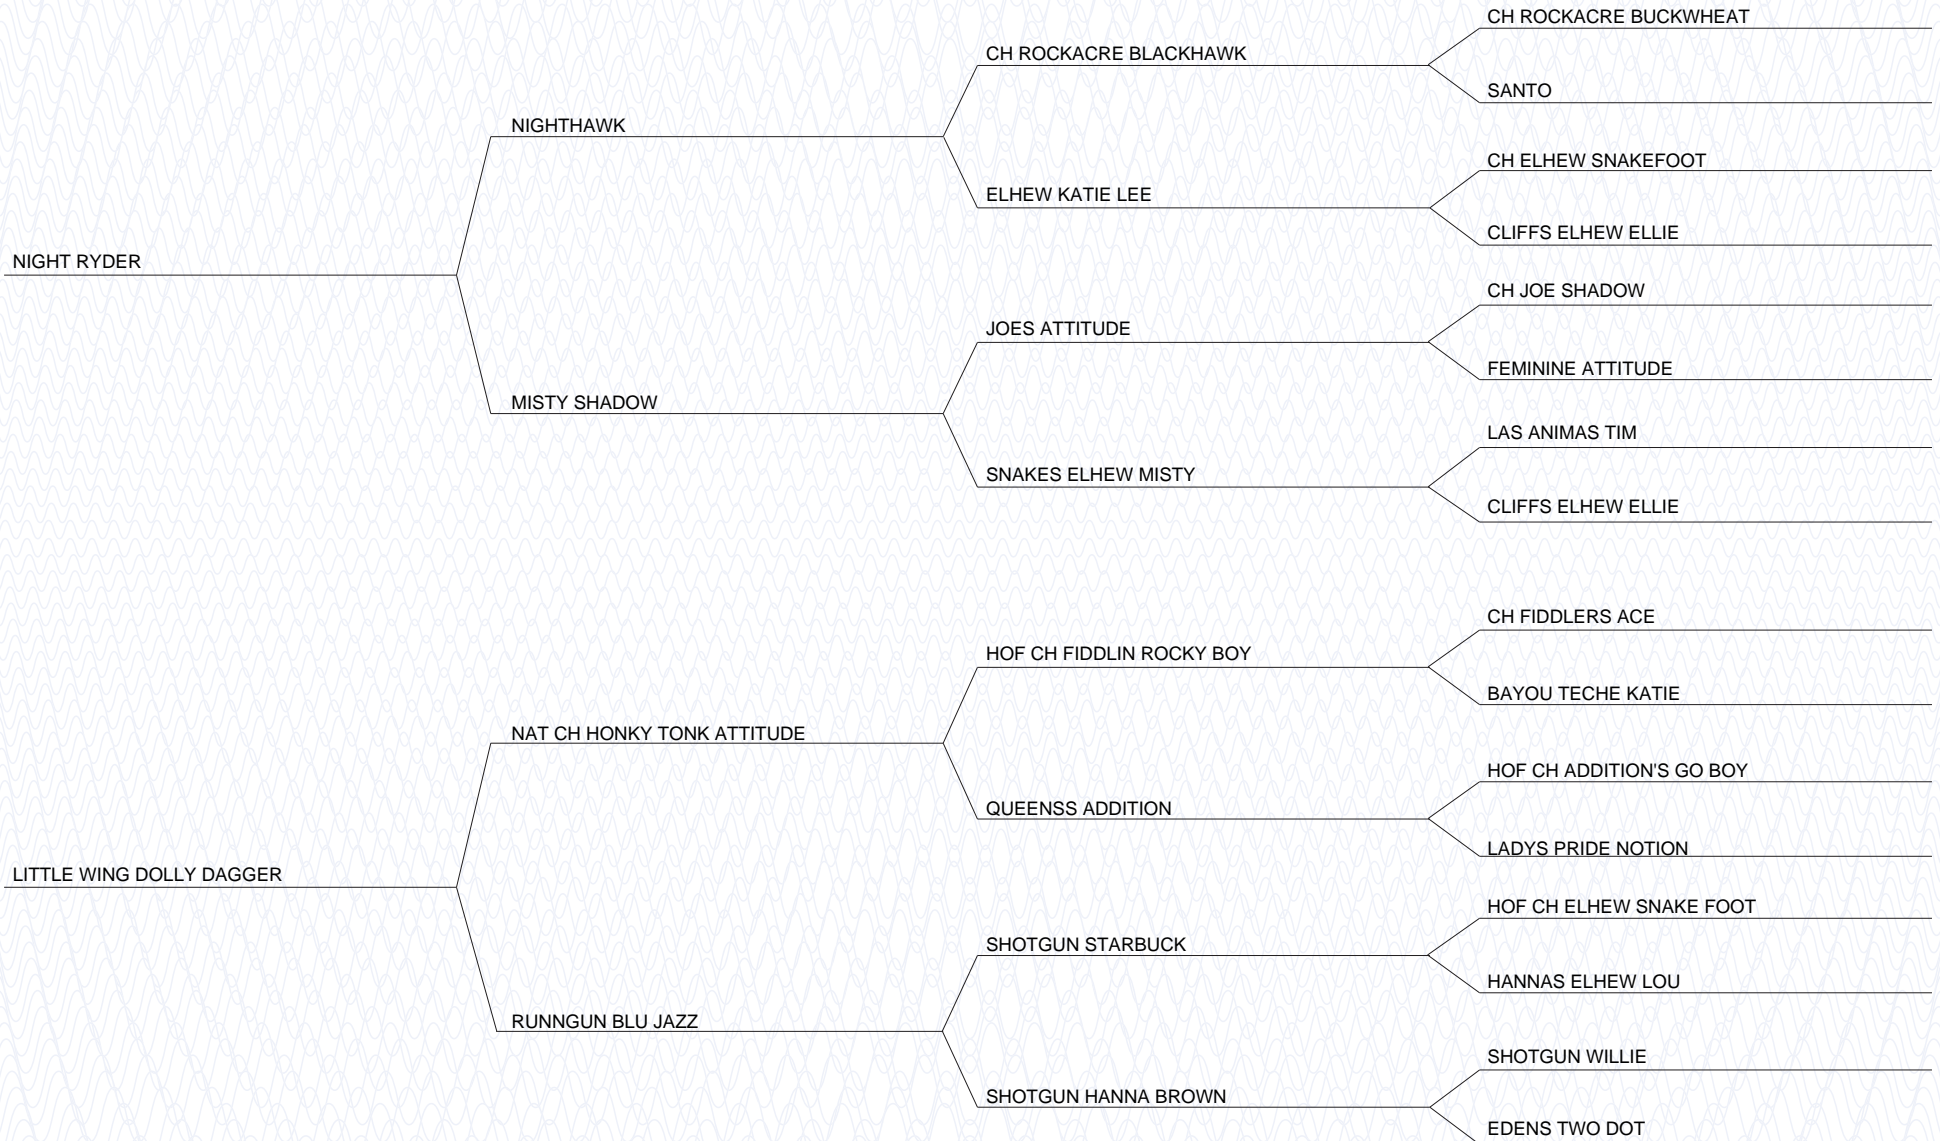 CH ROCKACRE BUCKWHEAT
CH ROCKACRE BLACKHAWK
SANTO
NIGHTHAWK
CH ELHEW SNAKEFOOT
ELHEW KATIE LEE
CLIFFS ELHEW ELLIE
NIGHT RYDER
CH JOE SHADOW
JOES ATTITUDE
FEMININE ATTITUDE
MISTY SHADOW
LAS ANIMAS TIM
SNAKES ELHEW MISTY
CLIFFS ELHEW ELLIE
CH FIDDLERS ACE
HOF CH FIDDLIN ROCKY BOY
BAYOU TECHE KATIE
NAT CH HONKY TONK ATTITUDE
HOF CH ADDITION'S GO BOY
QUEENSS ADDITION
LADYS PRIDE NOTION
LITTLE WING DOLLY DAGGER
HOF CH ELHEW SNAKE FOOT
SHOTGUN STARBUCK
HANNAS ELHEW LOU
RUNNGUN BLU JAZZ
SHOTGUN WILLIE
SHOTGUN HANNA BROWN
EDENS TWO DOT